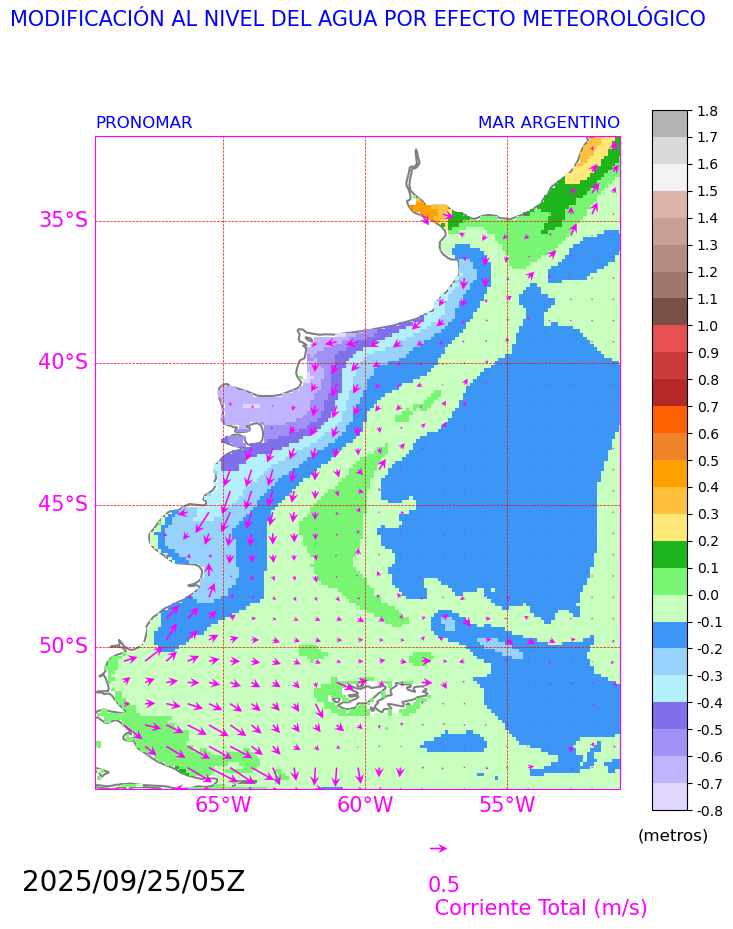 MODIFICACIÓN AL NIVEL DEL AGUA POR EFECTO METEOROLÓGICO
PRONOMAR
MAR ARGENTINO
1.8
1.7
1.6
1.5
1.4
1.3
1.2
1.1
1.0
0.9
0.8
0.7
0.6
0.5
0.4
0.3
0.2
0.1
0.0
-0.1
-0.2
-0.3
-0.4
-0.5
-0.6
-0.7
-0.8
(metros)
35°S
40°S
45°S
50°S
65°W
60°W
55°W
2025/09/25/05Z
0.5
Corriente Total (m/s)